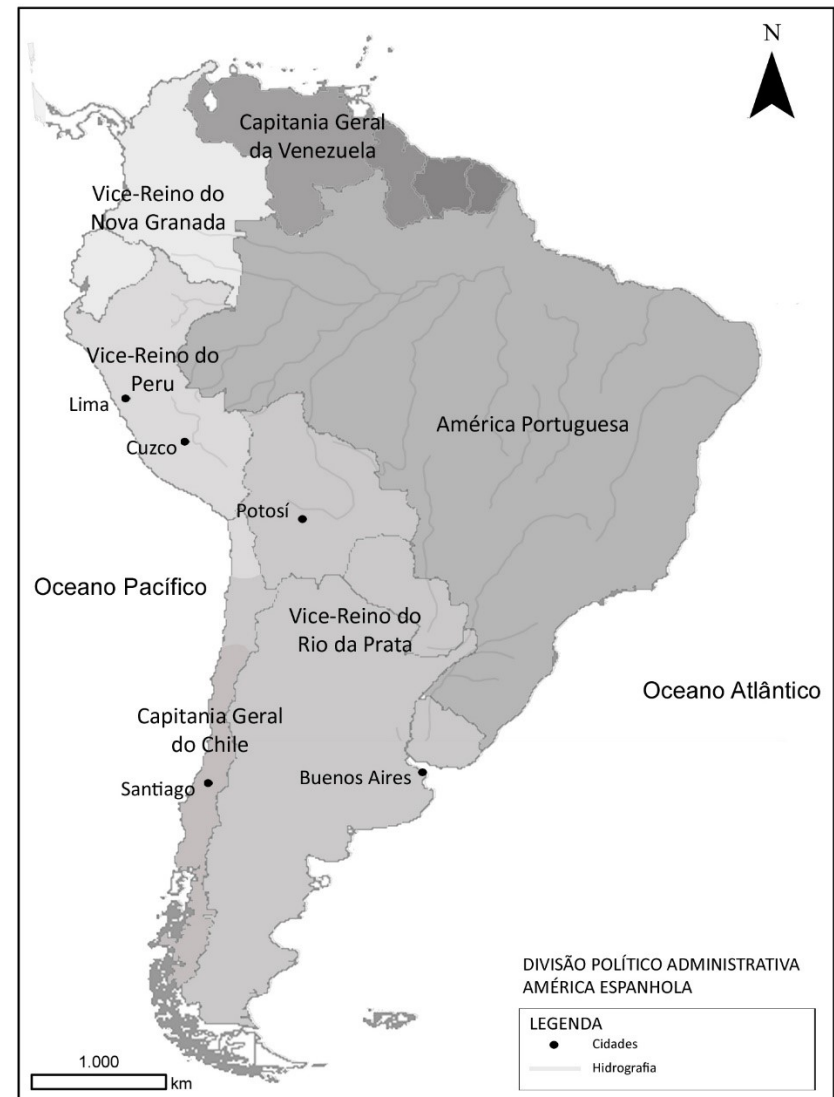 N
Capitania Geral
da Venezuela
Vice-Reino do
Nova Granada
Vice-Reino do
Peru
Lima
América Portuguesa
Cuzco
Potosí
Oceano Pacífico
Vice-Reino do
Rio da Prata
Oceano Atlântico
Capitania Geral
do Chile
Buenos Aires
Santiago
DIVISÃO POLÍTICO ADMINISTRATIVA
AMÉRICA ESPANHOLA
LEGENDA
Cidades
Hidrografia
1.000
km